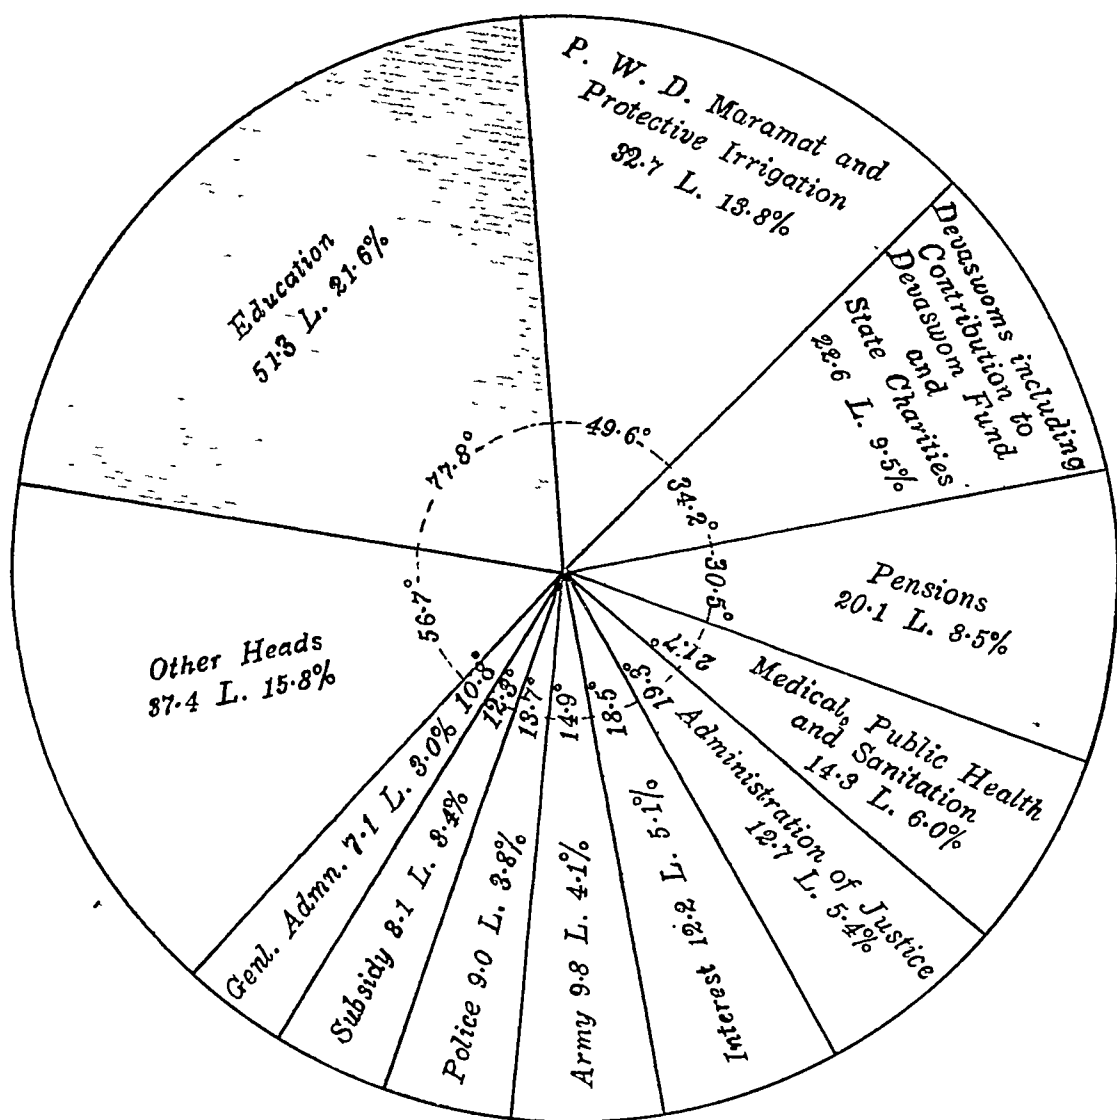 P. W. D. Maramat and
Protective Irrigation
32·7 L. 13·8%
Devasworns including
Contribution to
Devasworn Fund
and
State Charities
22·6 L. 9·5%
Pensions
20·1 L. 8·5%
Medical, Public Health
and Sanitation
14·3 L. 6·0%
Administration of Justice
12·7 L. 5·4%
Interest 12·2 L. 5·1%
Army 9·8 L. 4·1%
Police 9·0 L. 3·8%
Subsidy 8·1 L. 3·4%
Genl. Admn. 7·1 L. 3·0%
Other Heads
37·4 L. 15·8%
Education
51·3 L. 21·6%
49·6°
34·2°
30·5°
21·7°
19·3°
18·5°
14·9°
13·7°
12·3°
10·8
56·7°
77·8°